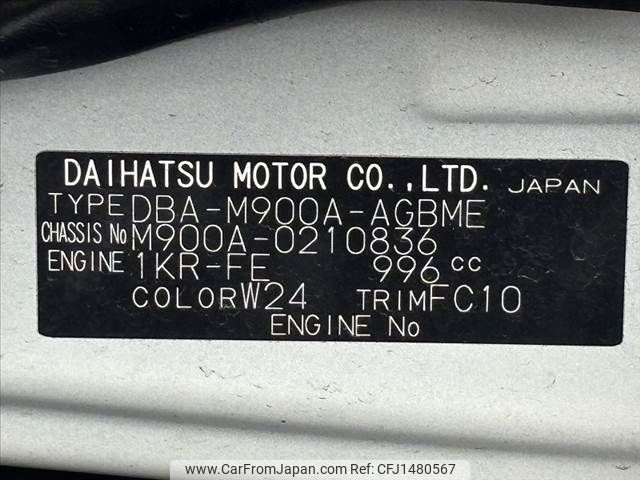 DAIHATSU MOTOR CO.,LTD. JAPAN
TYPE DBA-M900A-AGBME
CHASSIS No M900A-0210836
ENGINE 1KR-FE 996 cc
COLOR W24 TRIM FC10
ENGINE No
www.CarFromJapan.com Ref-No: CFJ1480567